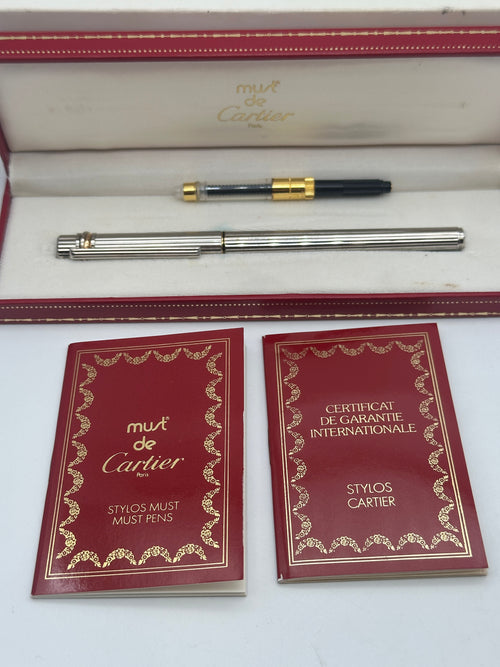 must
de
Cartier
Paris
must®
de
Cartier
Paris
STYLOS MUST
MUST PENS
CERTIFICAT
DE GARANTIE
INTERNATIONALE
STYLOS
CARTIER